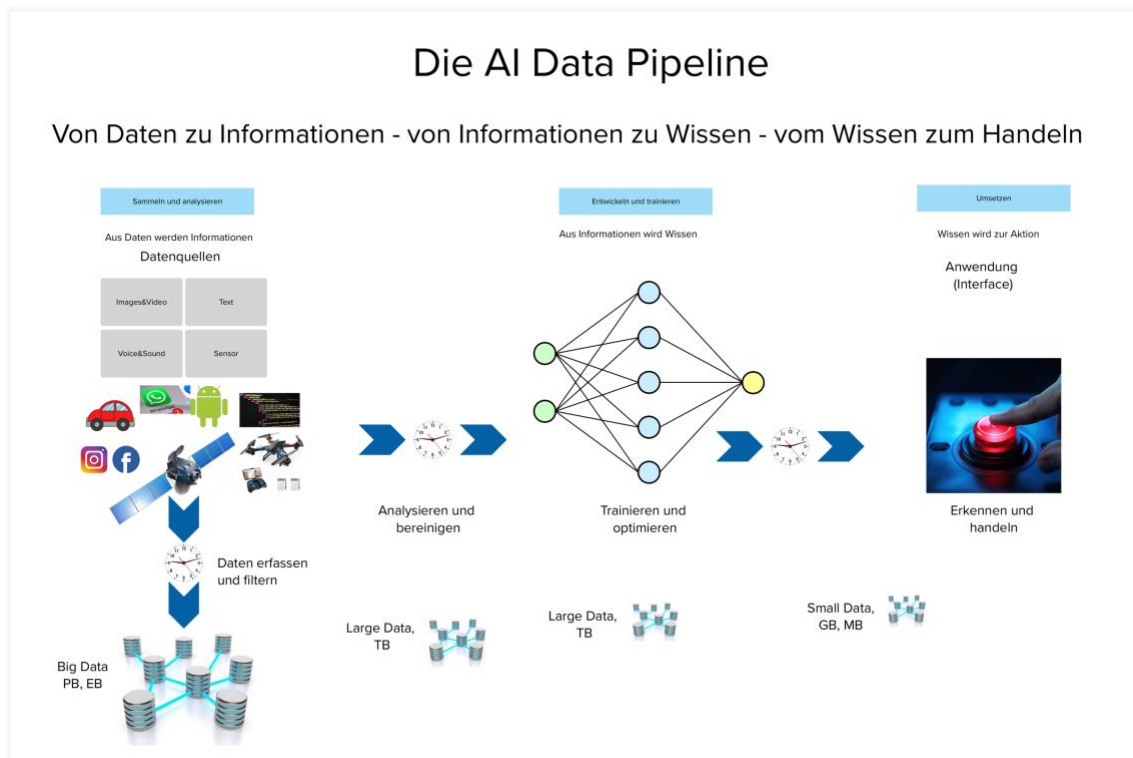 Die AI Data Pipeline
Von Daten zu Informationen - von Informationen zu Wissen - vom Wissen zum Handeln
Sammeln und analysieren
Aus Daten werden Informationen
Datenquellen
Images&Video
Text
Voice&Sound
Sensor
Daten erfassen
und filtern
Big Data
PB, EB
Analysieren und
bereinigen
Large Data,
TB
Entwickeln und trainieren
Aus Informationen wird Wissen
Trainieren und
optimieren
Large Data,
TB
Small Data,
GB, MB
Umsetzen
Wissen wird zur Aktion
Anwendung
(Interface)
Erkennen und
handeln